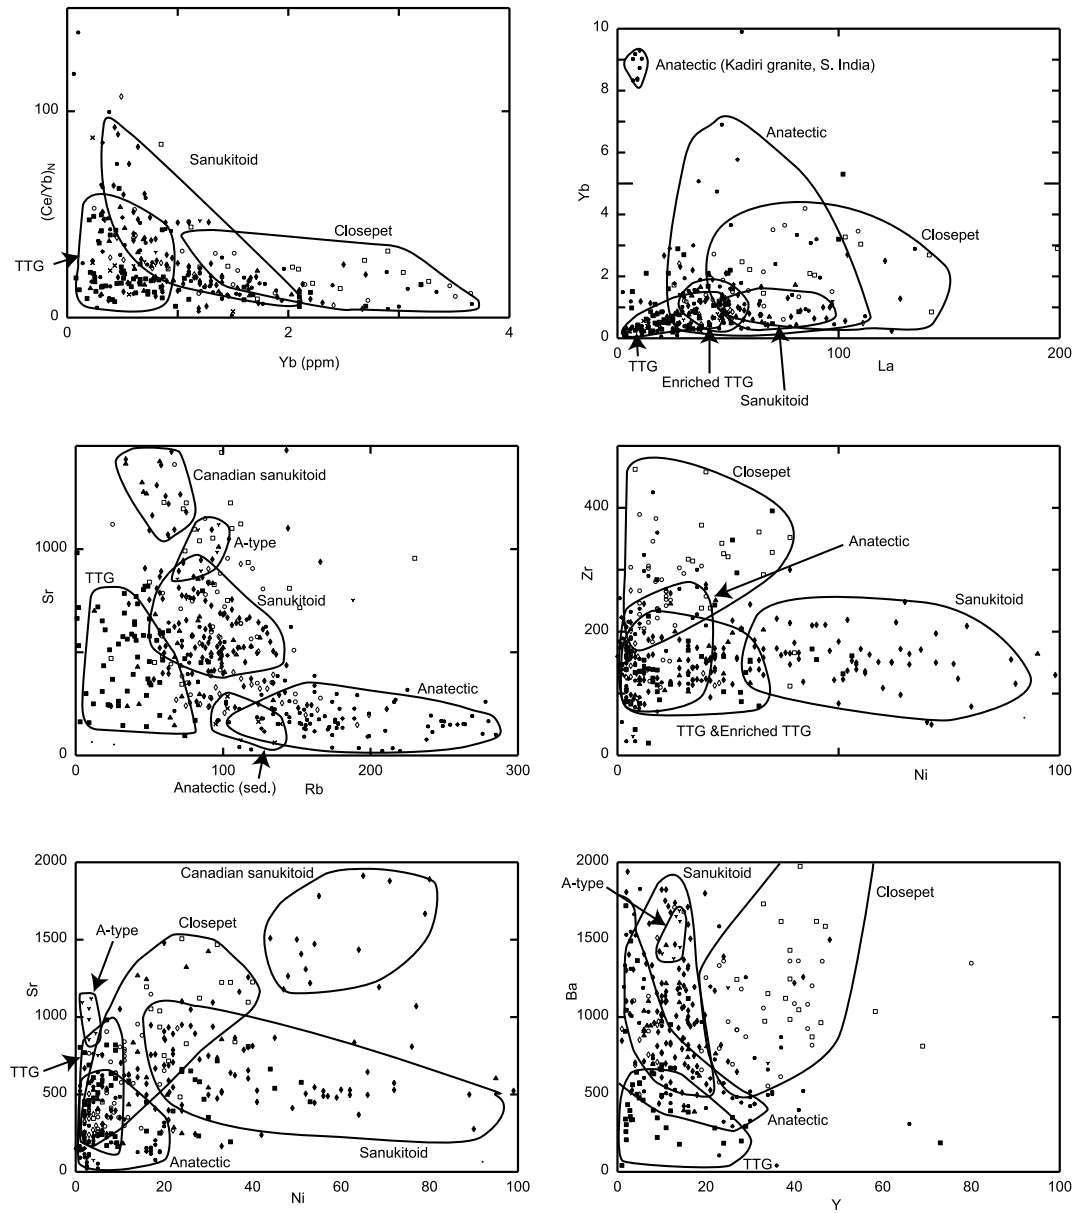 100
(Ce/Yb)N
Sanukitoid
Closepet
TTG
0
0
2
4
Yb (ppm)
10
8
6
4
2
0
Yb
Anatectic (Kadiri granite, S. India)
Anatectic
Closepet
0
100
200
TTG
La
Enriched TTG
Sanukitoid
Canadian sanukitoid
1000
A-type
TTG
Sr
Sanukitoid
Anatectic
0
0
100
200
300
Anatectic (sed.)
Rb
Closepet
400
Anatectic
Zr
Sanukitoid
200
TTG &Enriched TTG
0
0
100
Ni
2000
Canadian sanukitoid
Closepet
A-type
1500
Sr
1000
TTG
500
Anatectic
Sanukitoid
0
0
20
40
60
80
100
Ni
2000
Sanukitoid
A-type
Closepet
1500
Ba
1000
500
Anatectic
TTG
0
0
20
40
60
80
100
Y